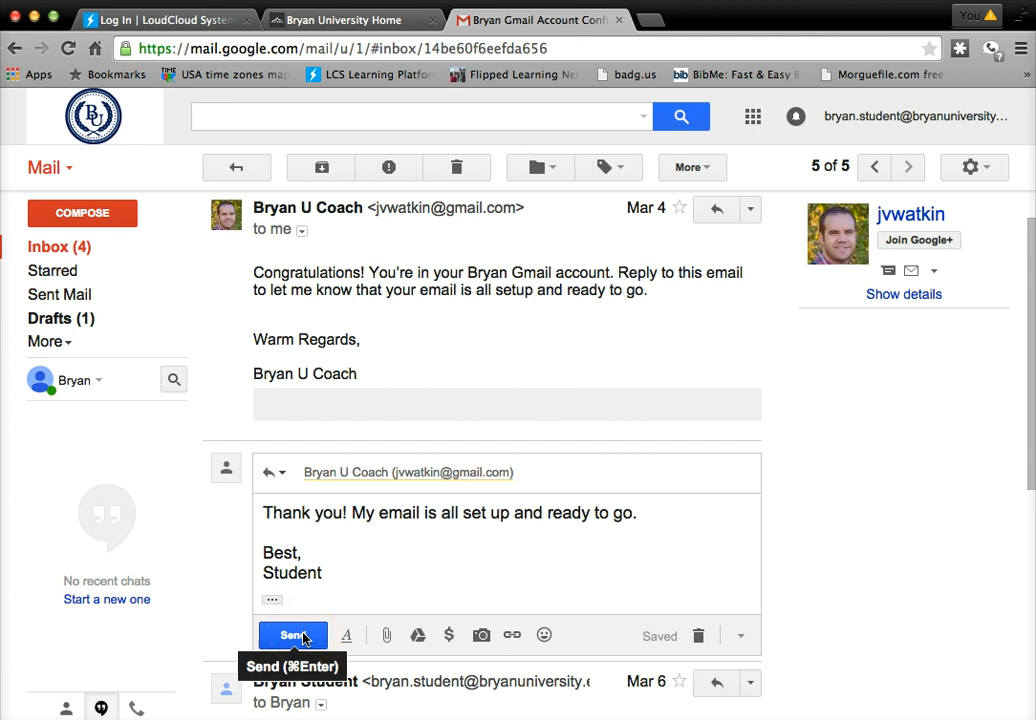 Log In | LoudCloud System
Bryan University Home
Bryan Gmail Account Conf
You
https://mail.google.com/mail/u/1/#inbox/14be60f6eefda656
Apps
Bookmarks
TIME
USA time zones map
LCS Learning Platfor
Flipped Learning Ne
badg.us
bib
BibMe: Fast & Easy B
Morguefile.com free
»
BU
bryan.student@bryanuniversity...
Mail
More
5 of 5
COMPOSE
Inbox (4)
Starred
Sent Mail
Drafts (1)
More
Bryan
No recent chats
Start a new one
Bryan U Coach <jvwatkin@gmail.com>
Mar 4
to me
Congratulations! You're in your Bryan Gmail account. Reply to this email
to let me know that your email is all setup and ready to go.
Warm Regards,
Bryan U Coach
Bryan U Coach (jvwatkin@gmail.com)
Thank you! My email is all set up and ready to go.
Best,
Student
...
Send
A
$
Saved
Send (⌘Enter)
Bryan Student <bryan.student@bryanuniversity.e
Mar 6
to Bryan
jvwatkin
Join Google+
Show details